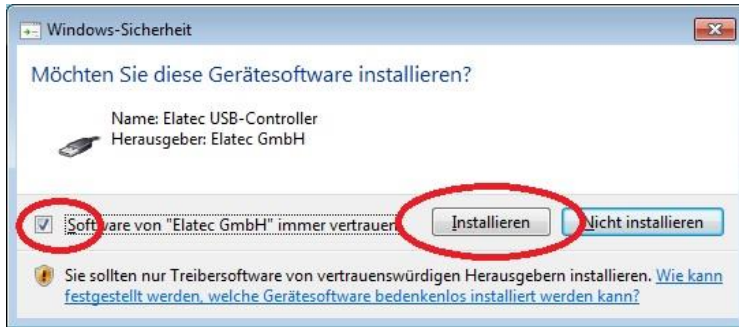 Windows-Sicherheit
Möchten Sie diese Gerätesoftware installieren?
Name: Elatec USB-Controller
Herausgeber: Elatec GmbH
Software von "Elatec GmbH" immer vertrauen. Installieren Nicht installieren
Sie sollten nur Treibersoftware von vertrauenswürdigen Herausgebern installieren. Wie kann
festgestellt werden, welche Gerätesoftware bedenkenlos installiert werden kann?